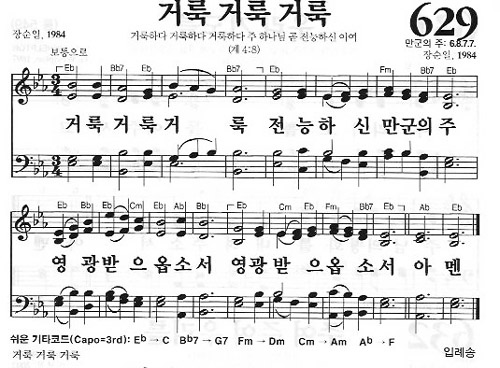 거룩 거룩 거룩
629
장순일, 1984
거룩하다 거룩하다 거룩하다 주 하나님 곧 전능하신 이여
(계 4:8)
만군의 주: 6.8.7.7.
장순일, 1984
보통으로
Eb Bb7 Eb Bb7 Eb Fm Bb7 Eb
거룩 거룩 거 룩 전 능 하 신 만 군 의 주
Eb Bb7 Eb Cm Ab Bb7 Eb Cm Fm Bb7 Eb Ab Eb
영 광 받 으 옵 소 서 영 광 받 으 옵 소 서 아 멘
쉬운 기타코드(Capo=3rd): Eb → C Bb7 → G7 Fm → Dm Cm → Am Ab → F
거룩 거룩 거룩
입례송